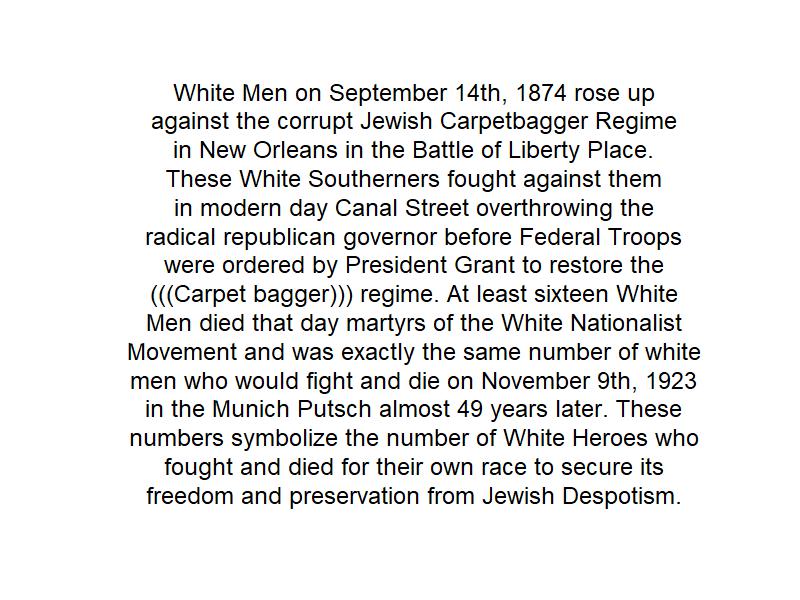 White Men on September 14th, 1874 rose up
against the corrupt Jewish Carpetbagger Regime
in New Orleans in the Battle of Liberty Place.
These White Southerners fought against them
in modern day Canal Street overthrowing the
radical republican governor before Federal Troops
were ordered by President Grant to restore the
(((Carpet bagger))) regime. At least sixteen White
Men died that day martyrs of the White Nationalist
Movement and was exactly the same number of white
men who would fight and die on November 9th, 1923
in the Munich Putsch almost 49 years later. These
numbers symbolize the number of White Heroes who
fought and died for their own race to secure its
freedom and preservation from Jewish Despotism.